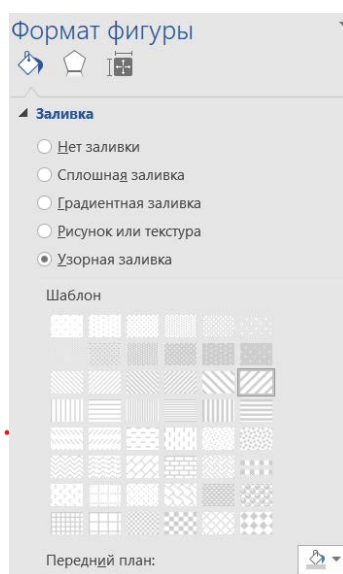 Формат фигуры
Заливка
Нет заливки
Сплошная заливка
Градиентная заливка
Рисунок или текстура
Узорная заливка
Шаблон
Передний план: